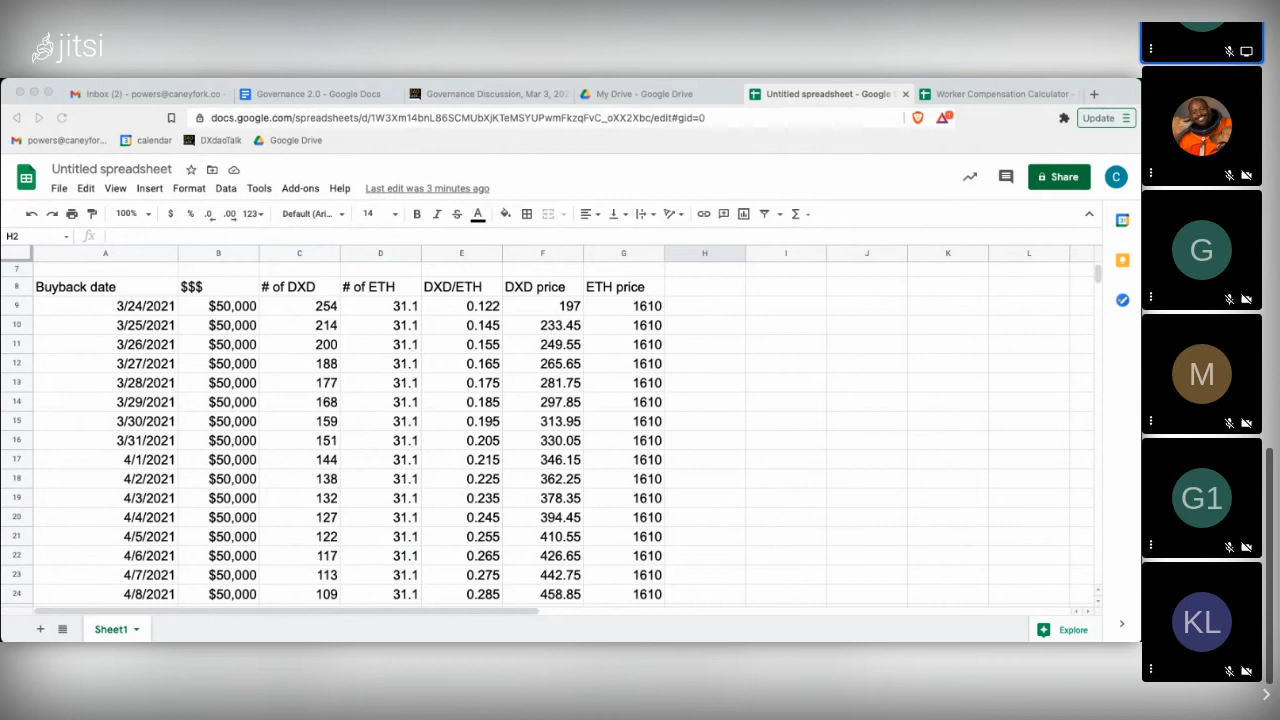 jitsi
Inbox (2) - powers@caneyfork.co
Governance 2.0 - Google Docs
Governance Discussion, Mar 3, 202
My Drive - Google Drive
Untitled spreadsheet - Google S
Worker Compensation Calculator -
docs.google.com/spreadsheets/d/1W3Xm14bnL86SCMUbXjKTeMSYUPwmFkzqFvC_oXX2Xbc/edit#gid=0
Update
powers@caneyfor... calendar DXdaoTalk Google Drive
Untitled spreadsheet
File Edit View Insert Format Data Tools Add-ons Help Last edit was 3 minutes ago
Share
C
100% $ % .0 .00 123 Default (Ari... 14 B I S A
H2 fx
A B C D E F G H I J K L
7
8 Buyback date $$$ # of DXD # of ETH DXD/ETH DXD price ETH price
9 3/24/2021 $50,000 254 31.1 0.122 197 1610
10 3/25/2021 $50,000 214 31.1 0.145 233.45 1610
11 3/26/2021 $50,000 200 31.1 0.155 249.55 1610
12 3/27/2021 $50,000 188 31.1 0.165 265.65 1610
13 3/28/2021 $50,000 177 31.1 0.175 281.75 1610
14 3/29/2021 $50,000 168 31.1 0.185 297.85 1610
15 3/30/2021 $50,000 159 31.1 0.195 313.95 1610
16 3/31/2021 $50,000 151 31.1 0.205 330.05 1610
17 4/1/2021 $50,000 144 31.1 0.215 346.15 1610
18 4/2/2021 $50,000 138 31.1 0.225 362.25 1610
19 4/3/2021 $50,000 132 31.1 0.235 378.35 1610
20 4/4/2021 $50,000 127 31.1 0.245 394.45 1610
21 4/5/2021 $50,000 122 31.1 0.255 410.55 1610
22 4/6/2021 $50,000 117 31.1 0.265 426.65 1610
23 4/7/2021 $50,000 113 31.1 0.275 442.75 1610
24 4/8/2021 $50,000 109 31.1 0.285 458.85 1610
Sheet1
Explore
G
M
G1
KL